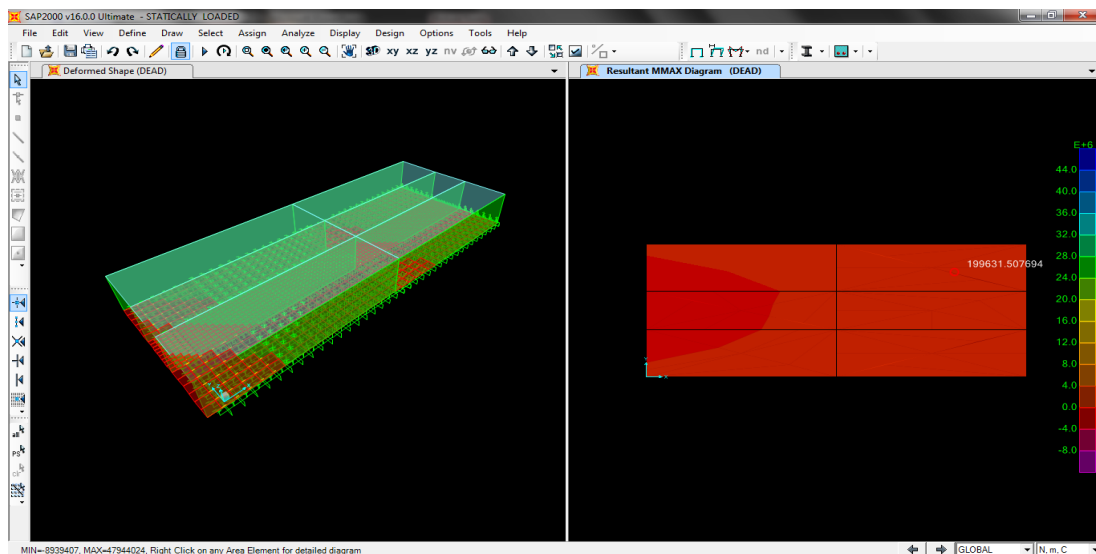 SAP2000 v16.0.0 Ultimate - STATICALLY LOADED
File Edit View Define Draw Select Assign Analyze Display Design Options Tools Help
3D xy xz yz nv nd
Deformed Shape (DEAD)
Resultant MMAX Diagram (DEAD)
E+6
44.0
40.0
36.0
32.0
28.0
24.0
20.0
16.0
12.0
8.0
4.0
0.0
-4.0
-8.0
199631.507694
Y
X
all
PS
clr
MIN=-8939407, MAX=47944024, Right Click on any Area Element for detailed diagram
GLOBAL
N, m, C